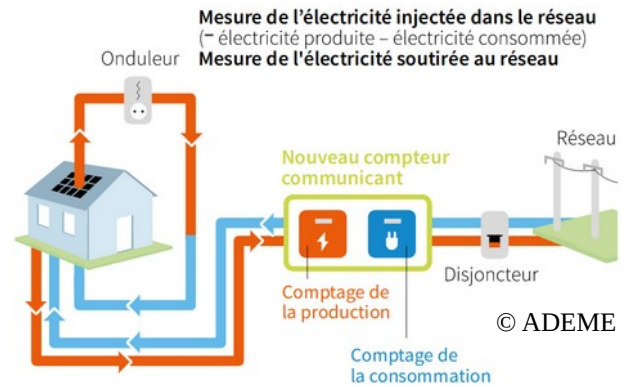 Mesure de l’électricité injectée dans le réseau
(– électricité produite – électricité consommée)
Mesure de l'électricité soutirée au réseau
Onduleur
Réseau
Nouveau compteur
communicant
Disjoncteur
Comptage de
la production
© ADEME
Comptage de
la consommation